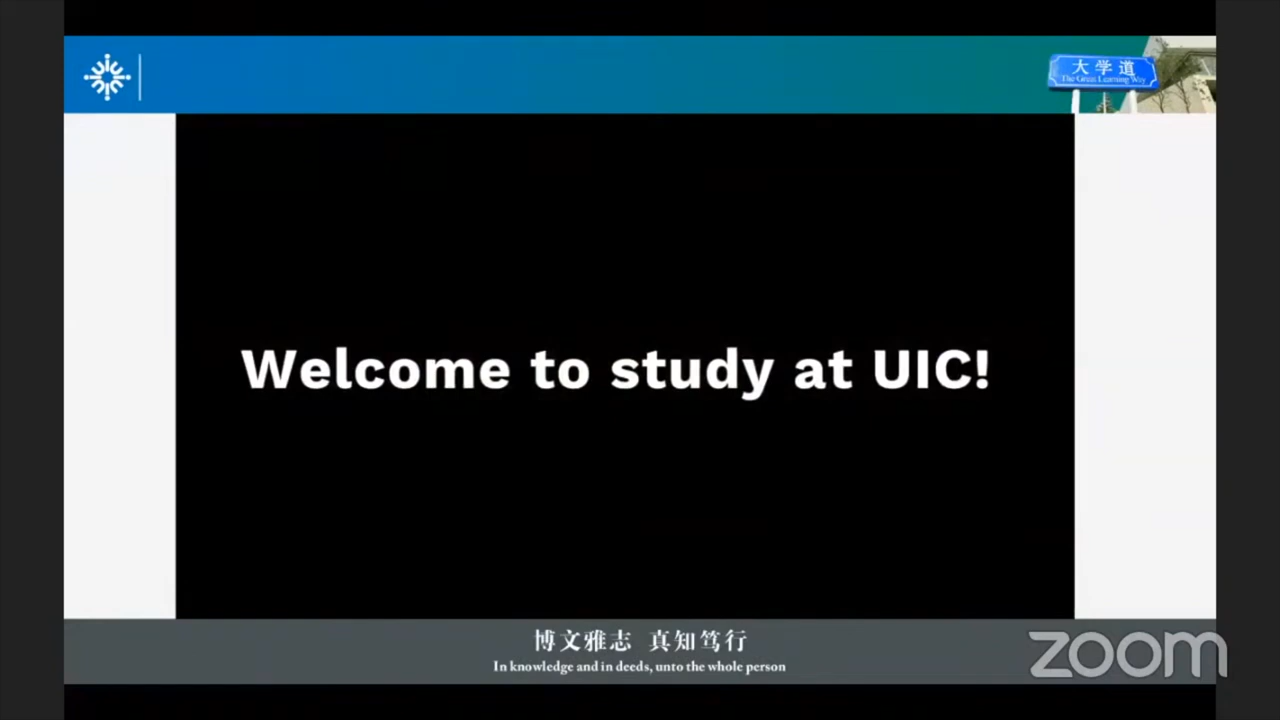 大学道
The Great Learning Way
Welcome to study at UIC!
博文雅志 真知笃行
In knowledge and in deeds, unto the whole person
zoom